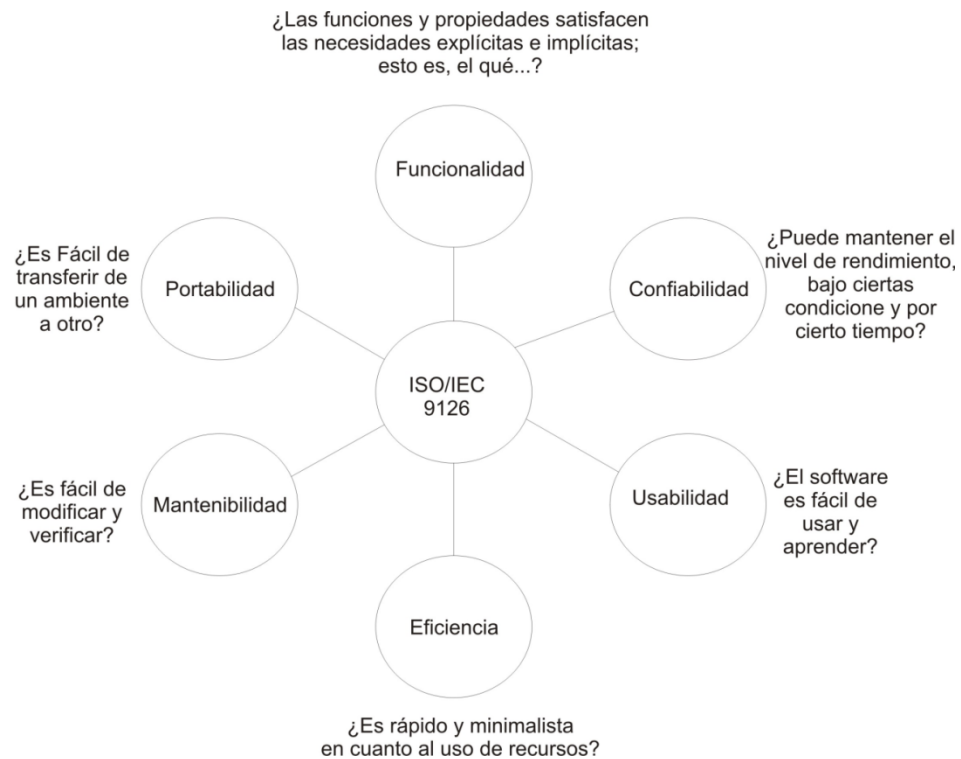 ¿Las funciones y propiedades satisfacen
las necesidades explícitas e implícitas;
esto es, el qué...?
Funcionalidad
¿Es Fácil de
transferir de
un ambiente
a otro?
Portabilidad
Confiabilidad
¿Puede mantener el
nivel de rendimiento,
bajo ciertas
condicione y por
cierto tiempo?
ISO/IEC
9126
¿Es fácil de
modificar y
verificar?
Mantenibilidad
Usabilidad
¿El software
es fácil de
usar y
aprender?
Eficiencia
¿Es rápido y minimalista
en cuanto al uso de recursos?